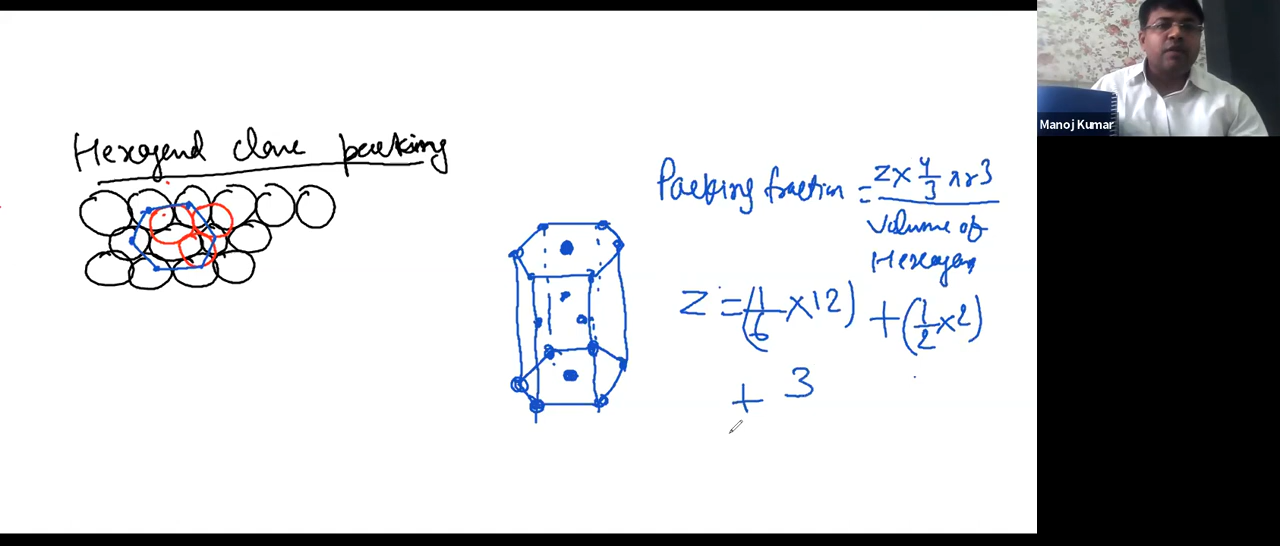 Hexagonal close packing
Packing fraction = Z × 4/3 πr3 / Volume of Hexagon
Z = (1/6 × 12) + (1/2 × 2)
+ 3
Manoj Kumar